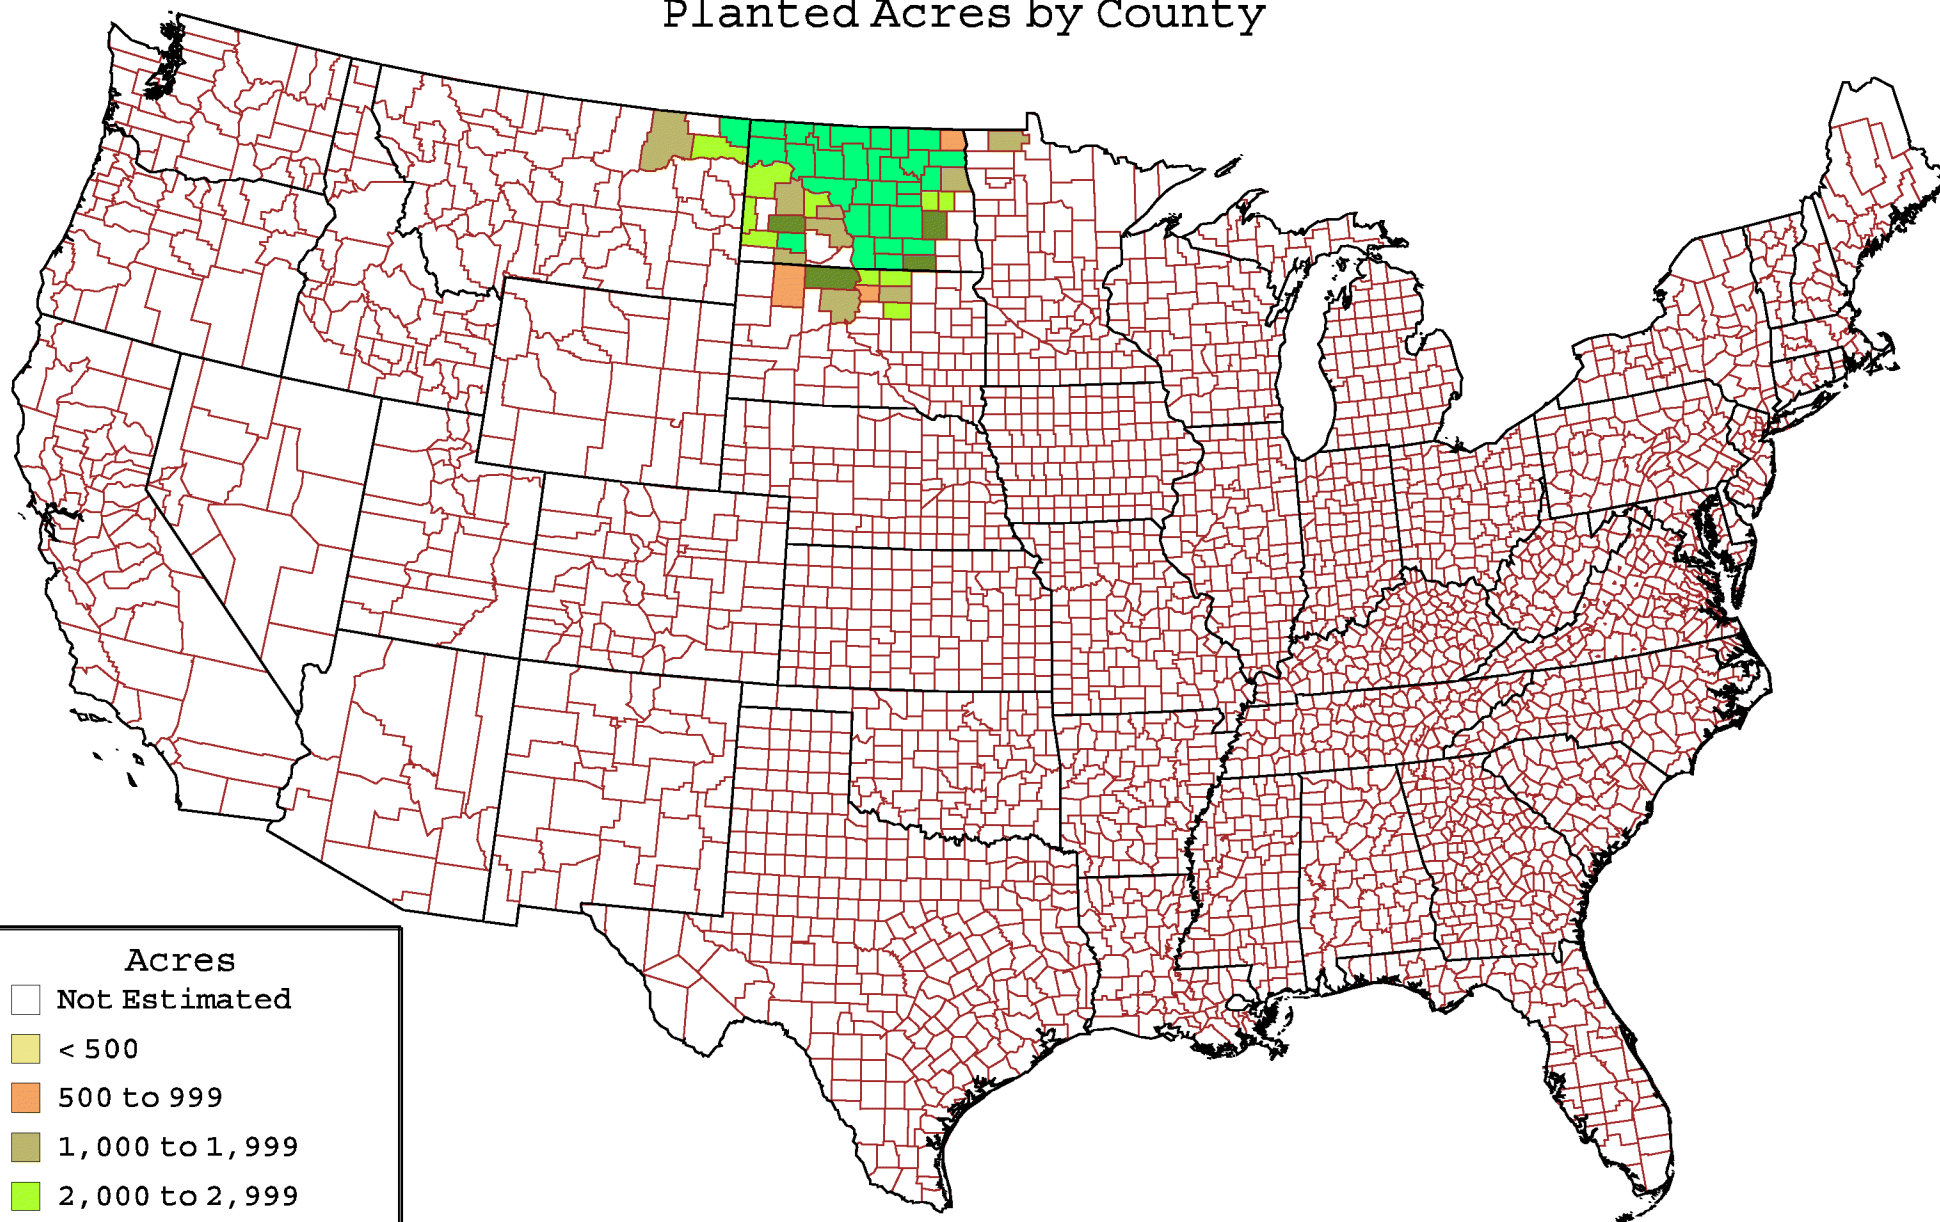 Planted Acres by County
Acres
Not Estimated
< 500
500 to 999
1,000 to 1,999
2,000 to 2,999